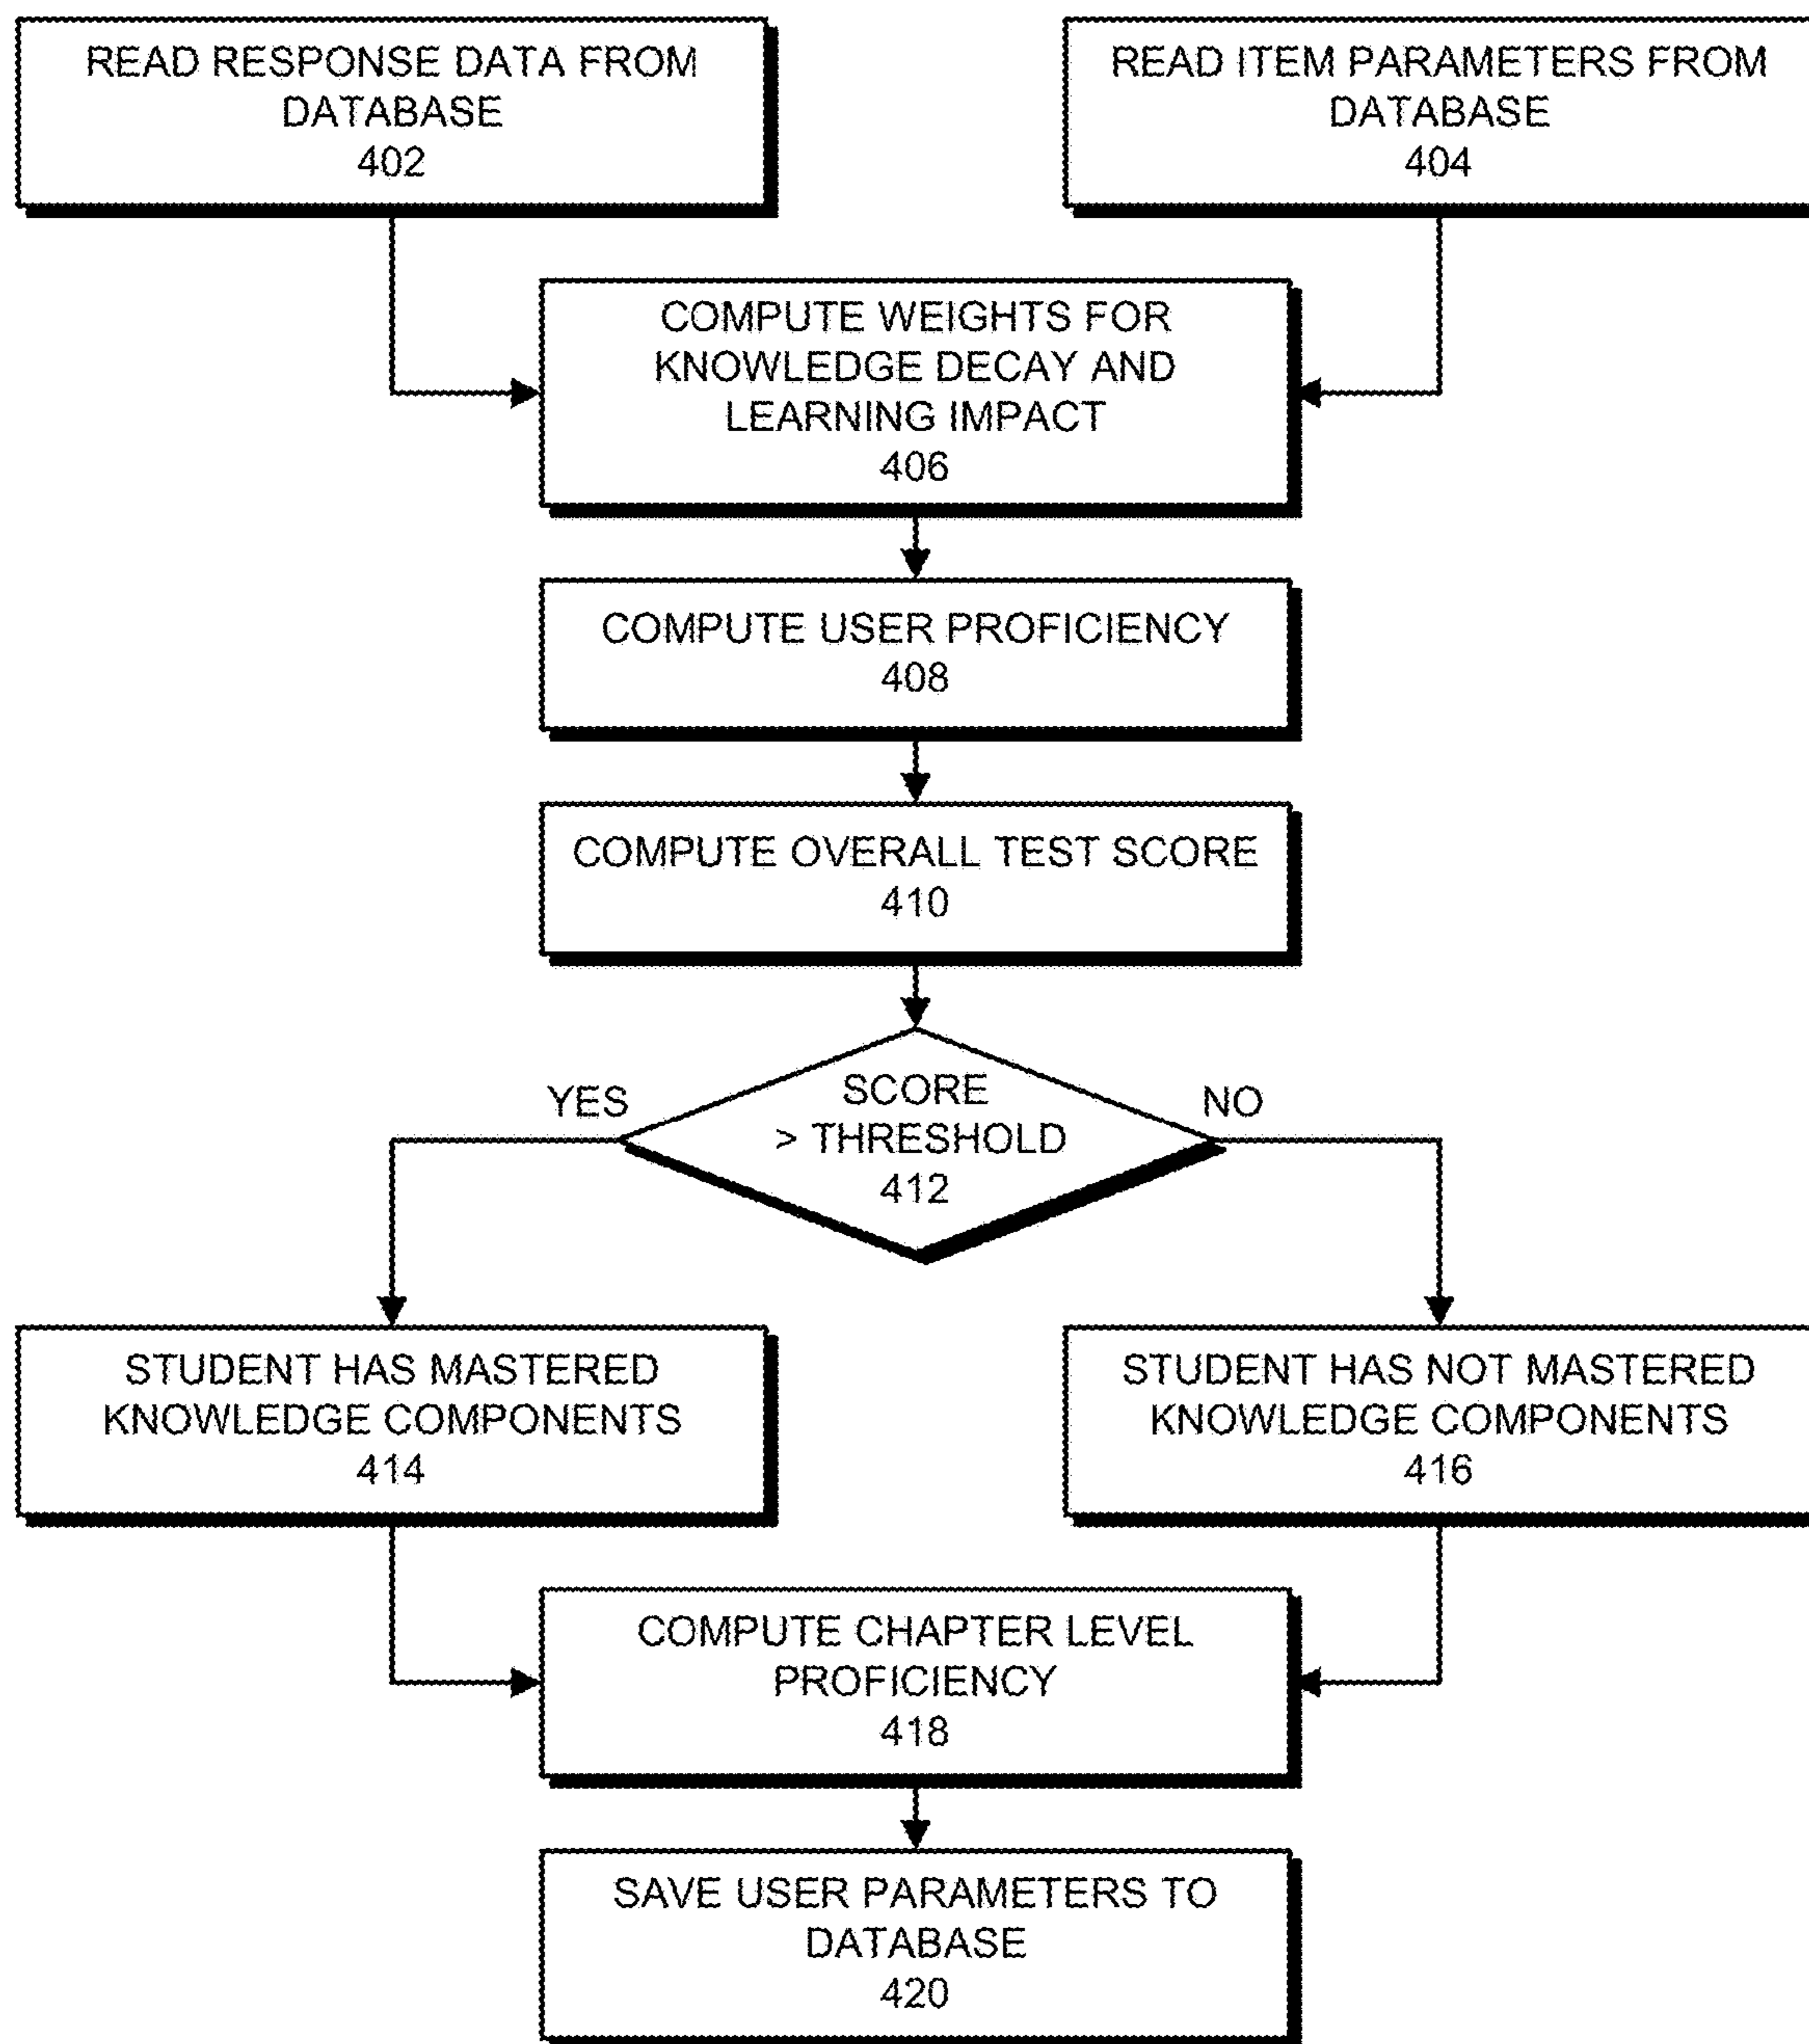 READ RESPONSE DATA FROM
DATABASE
402
READ ITEM PARAMETERS FROM
DATABASE
404
COMPUTE WEIGHTS FOR
KNOWLEDGE DECAY AND
LEARNING IMPACT
406
COMPUTE USER PROFICIENCY
408
COMPUTE OVERALL TEST SCORE
410
YES
SCORE
> THRESHOLD
412
NO
STUDENT HAS MASTERED
KNOWLEDGE COMPONENTS
414
STUDENT HAS NOT MASTERED
KNOWLEDGE COMPONENTS
416
COMPUTE CHAPTER LEVEL
PROFICIENCY
418
SAVE USER PARAMETERS TO
DATABASE
420